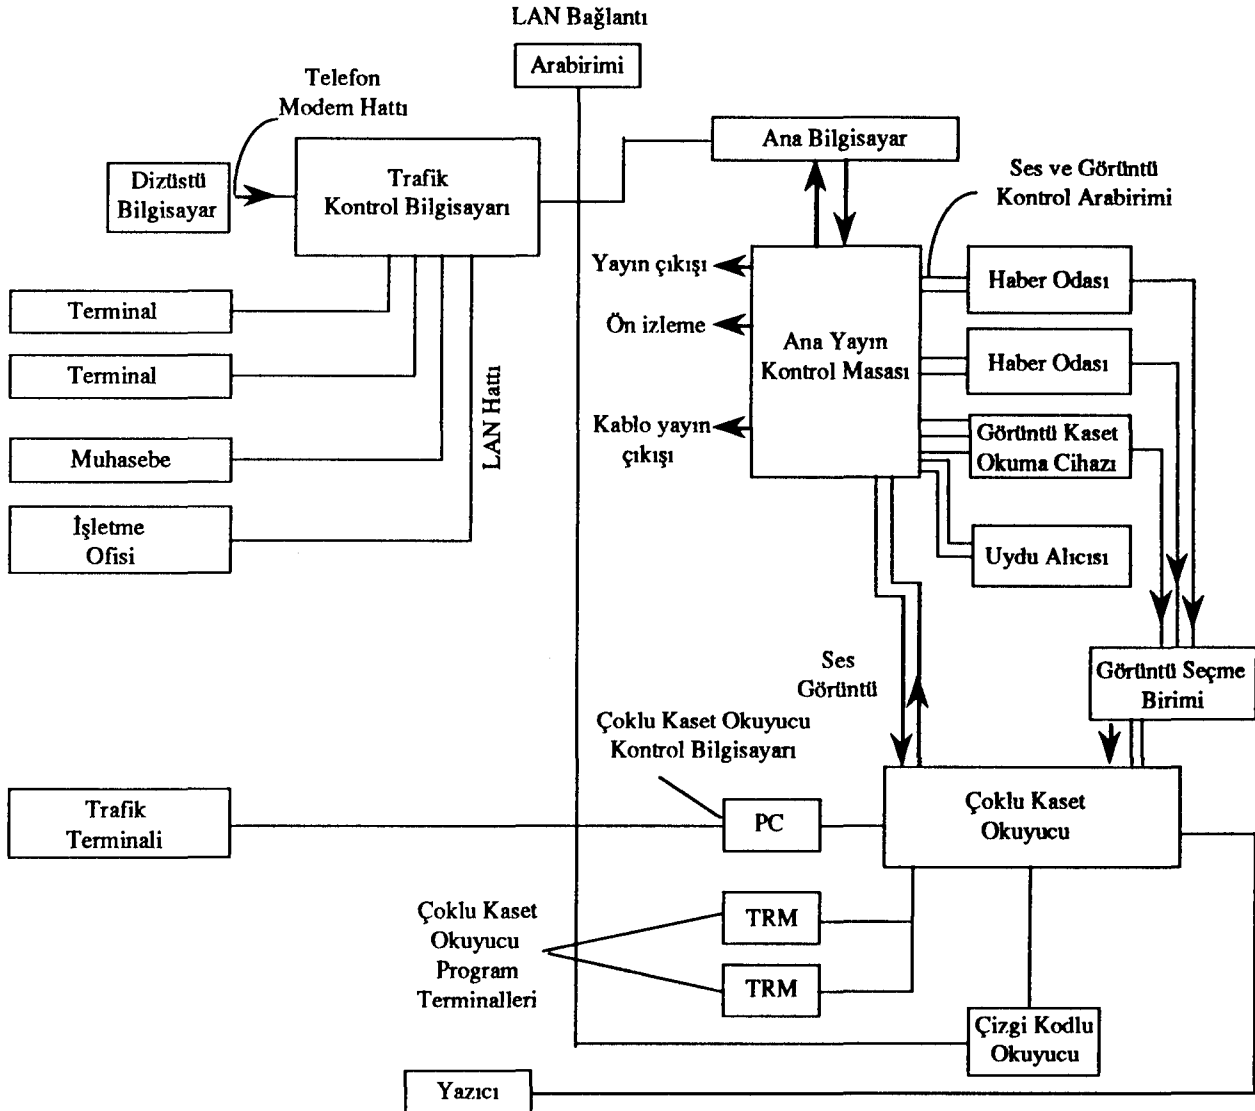 LAN Bağlantı
Arabirimi
Telefon
Modem Hattı
Dizüstü
Bilgisayar
Trafik
Kontrol Bilgisayarı
Ana Bilgisayar
Ses ve Görüntü
Kontrol Arabirimi
Terminal
Terminal
Muhasebe
İşletme
Ofisi
LAN Hattı
Yayın çıkışı
Ön izleme
Kablo yayın
çıkışı
Ana Yayın
Kontrol Masası
Haber Odası
Haber Odası
Görüntü Kaset
Okuma Cihazı
Uydu Alıcısı
Ses
Görüntü
Görüntü Seçme
Birimi
Çoklu Kaset Okuyucu
Kontrol Bilgisayarı
Trafik
Terminali
PC
Çoklu Kaset
Okuyucu
Çoklu Kaset
Okuyucu
Program
Terminalleri
TRM
TRM
Çizgi Kodlu
Okuyucu
Yazıcı